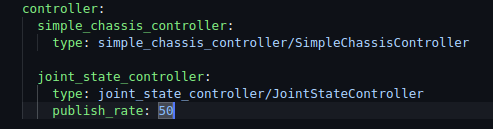 controller:
simple_chassis_controller:
type: simple_chassis_controller/SimpleChassisController
joint_state_controller:
type: joint_state_controller/JointStateController
publish_rate: 50